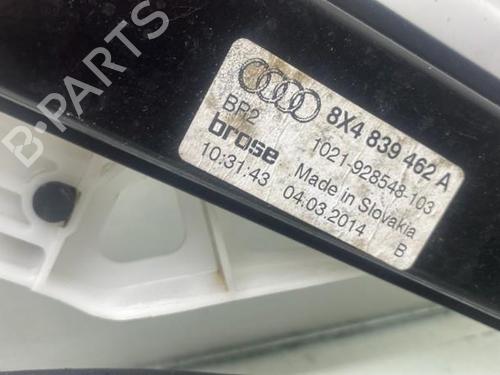 B-PARTS
8X4 839 462 A
BR2
brose
1021-928548-103
10:31:43
Made in Slovakia
04.03.2014
B